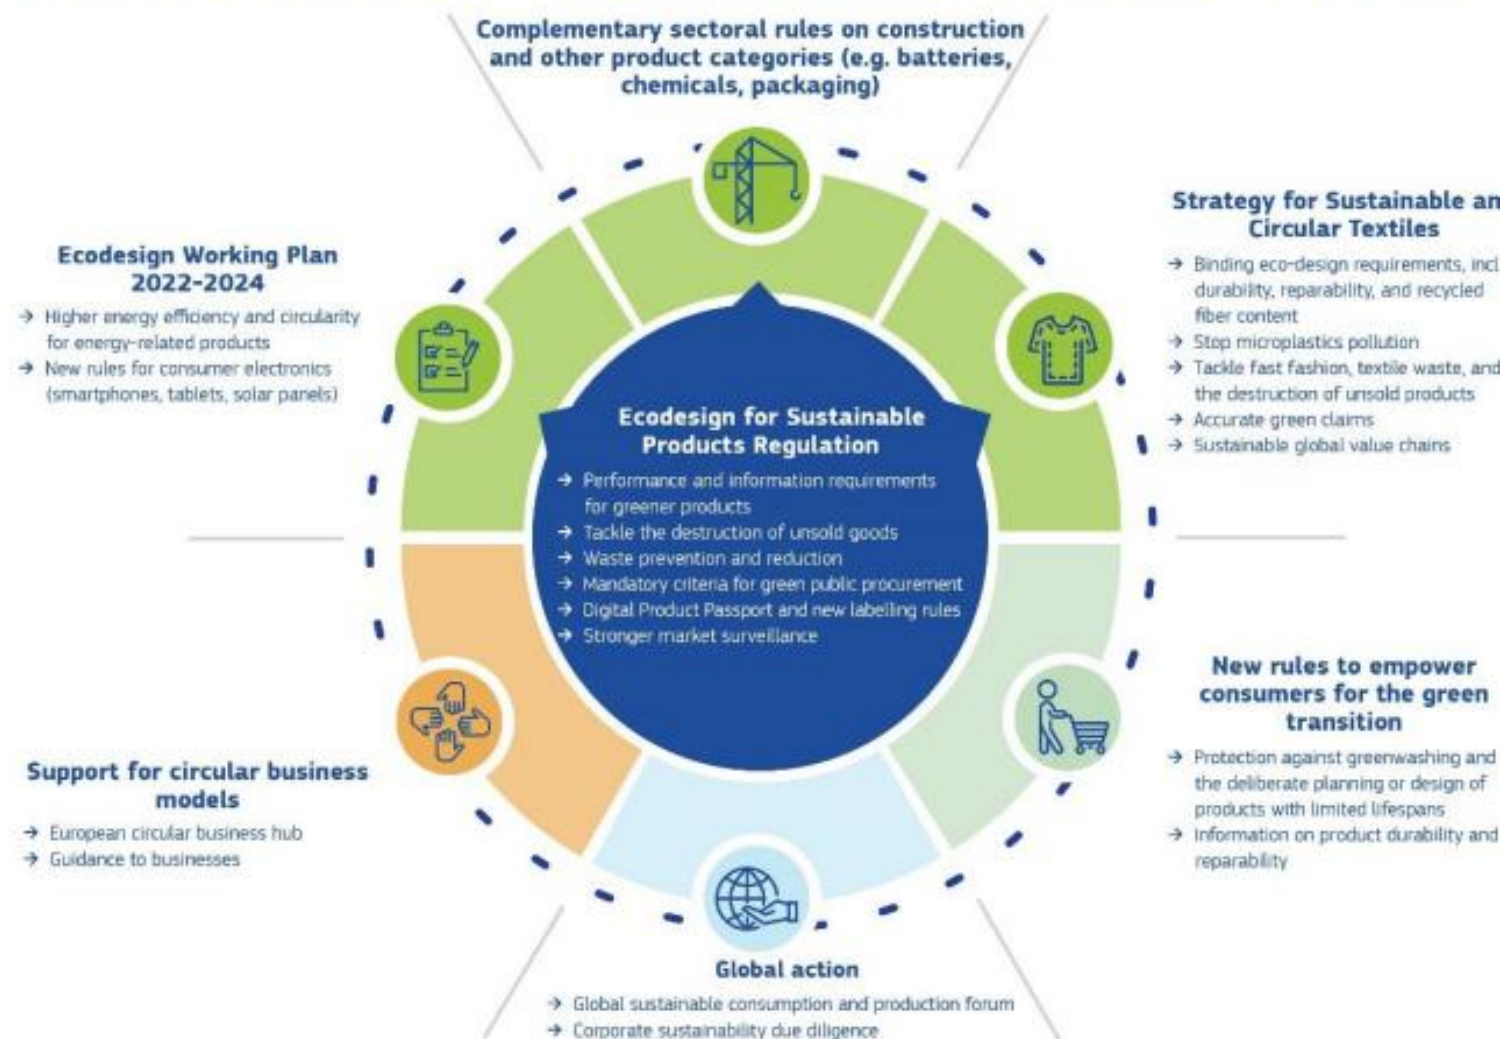 Complementary sectoral rules on construction
and other product categories (e.g. batteries,
chemicals, packaging)
Ecodesign Working Plan
2022-2024
→ Higher energy efficiency and circularity
for energy-related products
→ New rules for consumer electronics
(smartphones, tablets, solar panels)
Strategy for Sustainable an
Circular Textiles
→ Binding eco-design requirements, incl
durability, reparability, and recycled
fiber content
→ Stop microplastics pollution
→ Tackle fast fashion, textile waste, and
the destruction of unsold products
→ Accurate green claims
→ Sustainable global value chains
Ecodesign for Sustainable
Products Regulation
→ Performance and information requirements
for greener products
→ Tackle the destruction of unsold goods
→ Waste prevention and reduction
→ Mandatory criteria for green public procurement
→ Digital Product Passport and new labelling rules
→ Stronger market surveillance
New rules to empower
consumers for the green
transition
→ Protection against greenwashing and
the deliberate planning or design of
products with limited lifespans
→ Information on product durability and
reparability
Support for circular business
models
→ European circular business hub
→ Guidance to businesses
Global action
→ Global sustainable consumption and production forum
→ Corporate sustainability due diligence